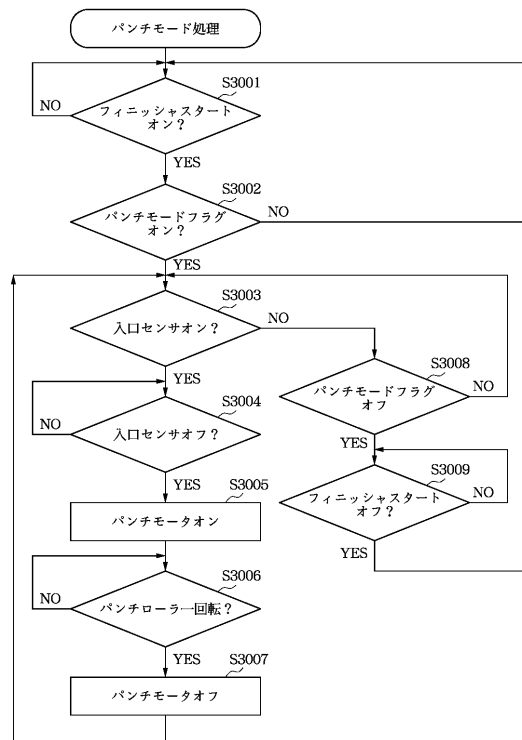 パンチモード処理
S3001
フィニッシャスタート
オン?
NO
YES
S3002
パンチモードフラグ
オン?
NO
YES
S3003
入口センサオン?
NO
YES
S3004
入口センサオフ?
NO
YES
S3005
パンチモータオン
S3006
パンチローラ一回転?
NO
YES
S3007
パンチモータオフ
S3008
パンチモードフラグ
オフ
NO
YES
S3009
フィニッシャスタート
オフ?
NO
YES